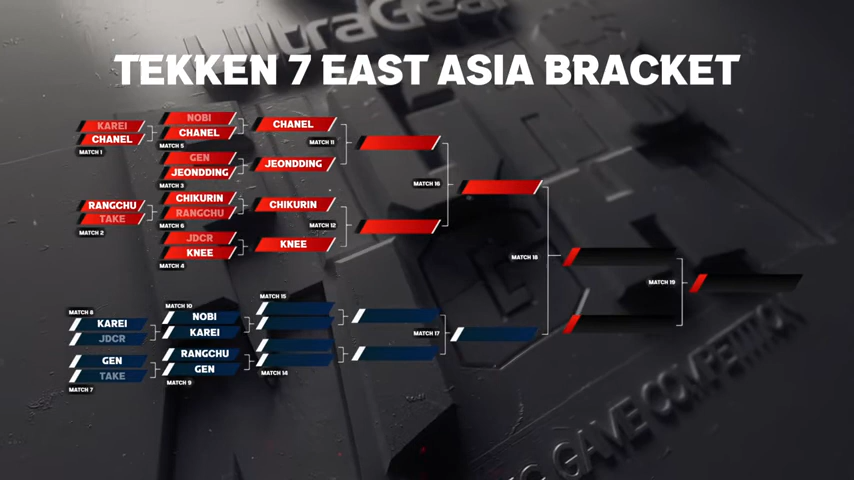 UltraGear
TEKKEN 7 EAST ASIA BRACKET
KAREI
CHANEL
MATCH 1
NOBI
CHANEL
MATCH 5
CHANEL
MATCH 11
GEN
JEONDDING
MATCH 3
JEONDDING
MATCH 16
RANGCHU
TAKE
MATCH 2
CHIKURIN
RANGCHU
MATCH 6
CHIKURIN
MATCH 12
JDCR
KNEE
MATCH 4
KNEE
MATCH 18
MATCH 19
MATCH 8
KAREI
JDCR
MATCH 10
NOBI
KAREI
MATCH 15
MATCH 17
GEN
TAKE
MATCH 7
RANGCHU
GEN
MATCH 9
MATCH 14
GAME COMPETITION